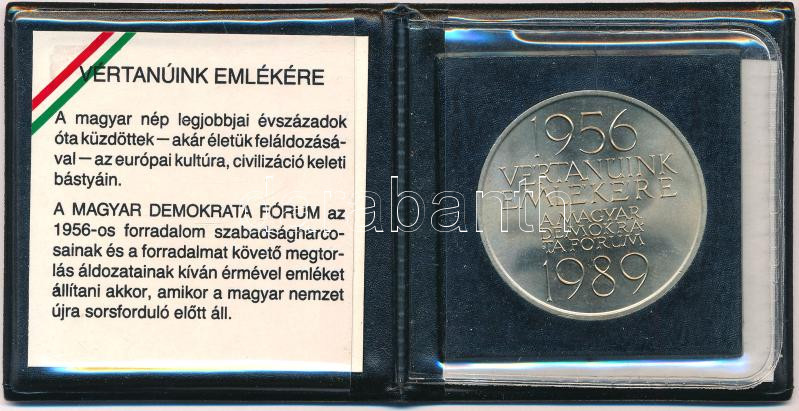 VÉRTANÚINK EMLÉKÉRE
A magyar nép legjobbjai évszázadok
óta küzdöttek — akár életük feláldozásá-
val — az európai kultúra, civilizáció keleti
bástyáin.
A MAGYAR DEMOKRATA FÓRUM az
1956-os forradalom szabadságharco-
sainak és a forradalmat követő megtor-
lás áldozatainak kíván érmével emléket
állítani akkor, amikor a magyar nemzet
újra sorsforduló előtt áll.
1956
VÉRTANÚINK
EMLÉKÉRE
A MAGYAR
DEMOKRA
TA FÓRUM
1989
darabanth